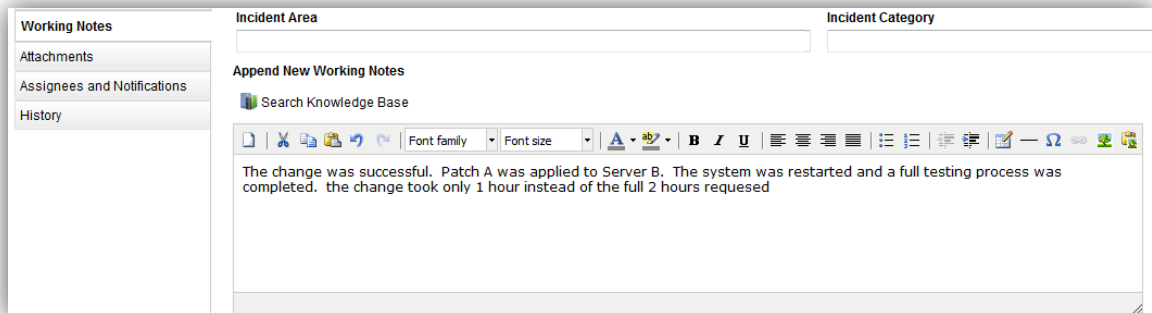 Incident Area Incident Category
Working Notes
Attachments
Append New Working Notes
Assignees and Notifications
Search Knowledge Base
History
Font family Font size A ab B I U Ω
The change was successful.  Patch A was applied to Server B.  The system was restarted and a full testing process was
completed.  the change took only 1 hour instead of the full 2 hours requesed